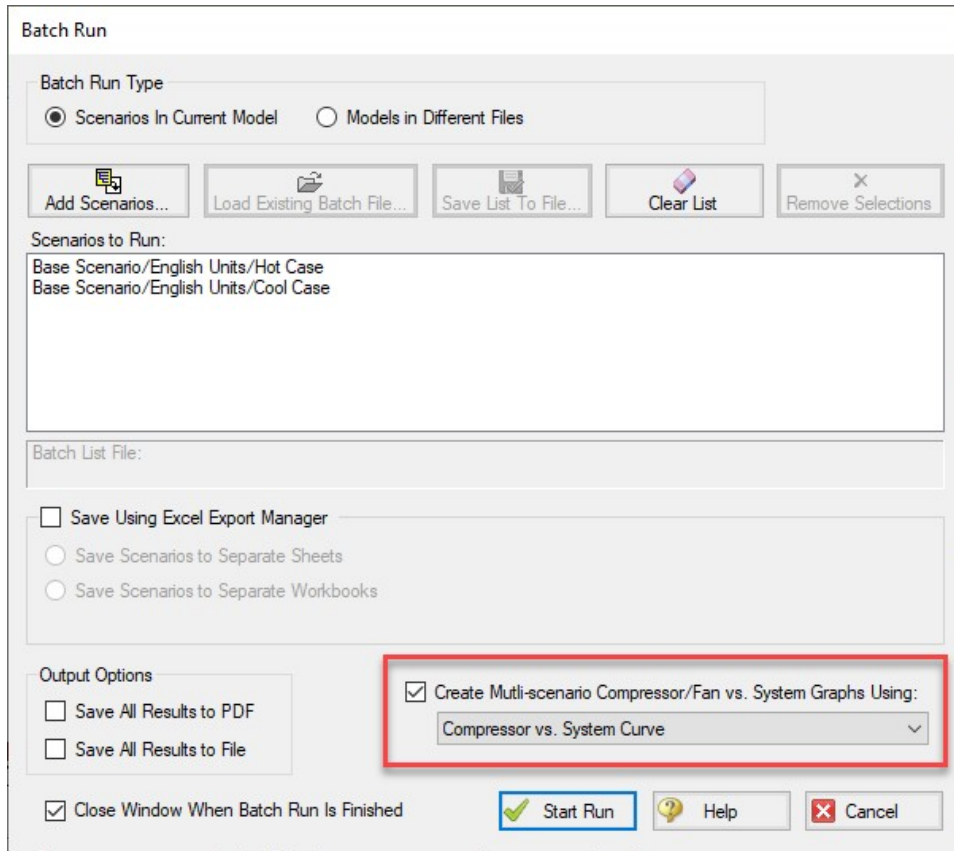 Batch Run
Batch Run Type
Scenarios In Current Model
Models in Different Files
Add Scenarios...
Load Existing Batch File...
Save List To File...
Clear List
Remove Selections
Scenarios to Run:
Base Scenario/English Units/Hot Case
Base Scenario/English Units/Cool Case
Batch List File:
Save Using Excel Export Manager
Save Scenarios to Separate Sheets
Save Scenarios to Separate Workbooks
Output Options
Save All Results to PDF
Save All Results to File
Create Mutli-scenario Compressor/Fan vs. System Graphs Using:
Compressor vs. System Curve
Close Window When Batch Run Is Finished
Start Run
Help
Cancel